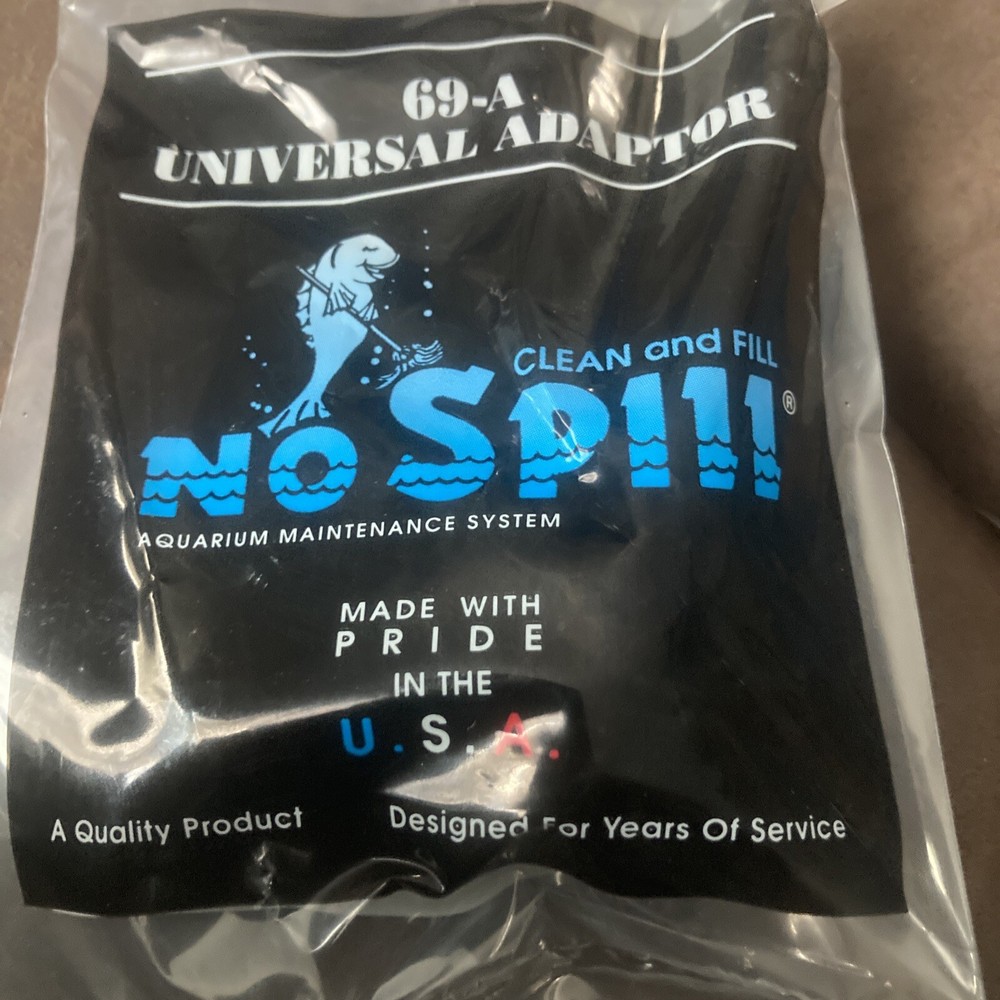 69-A
UNIVERSAL ADAPTOR
CLEAN and FILL
NO SPILL®
AQUARIUM MAINTENANCE SYSTEM
MADE WITH
PRIDE
IN THE
U.S.A.
A Quality Product
Designed For Years Of Service